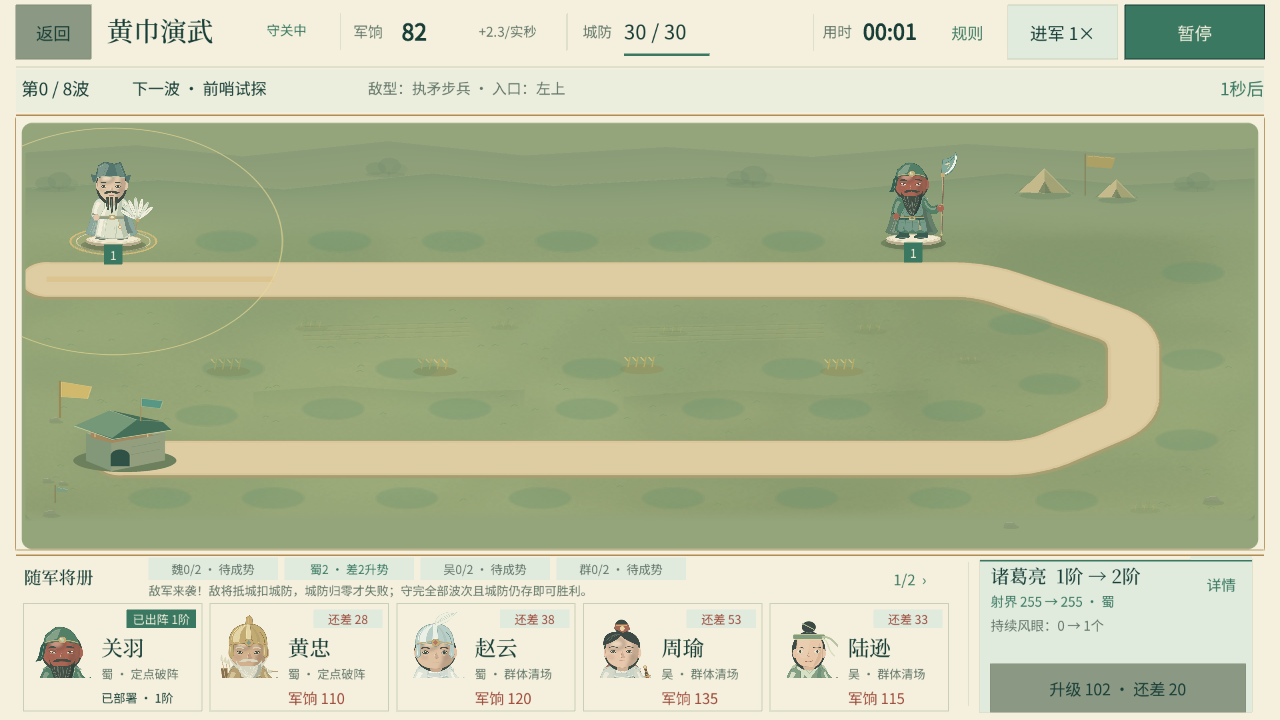 返回 黄巾演武 守关中 军饷 82 +2.3/实秒 城防 30 / 30 用时 00:01 规则 进军 1× 暂停
第0 / 8波 下一波 · 前哨试探 敌型：执矛步兵 · 入口：左上 1秒后
1 1
随军将册 魏0/2 · 待成势 蜀2 · 差2升势 吴0/2 · 待成势 群0/2 · 待成势 1/2 ›
敌军来袭！敌将抵城扣城防，城防归零才失败；守完全部波次且城防仍存即可胜利。
已出阵 1阶
关羽
蜀 · 定点破阵
已部署 · 1阶
还差 28
黄忠
蜀 · 定点破阵
军饷 110
还差 38
赵云
蜀 · 群体清场
军饷 120
还差 53
周瑜
吴 · 群体清场
军饷 135
还差 33
陆逊
吴 · 群体清场
军饷 115
诸葛亮 1阶 → 2阶 详情
射界 255 → 255 · 蜀
持续风眼：0 → 1个
升级 102 · 还差 20